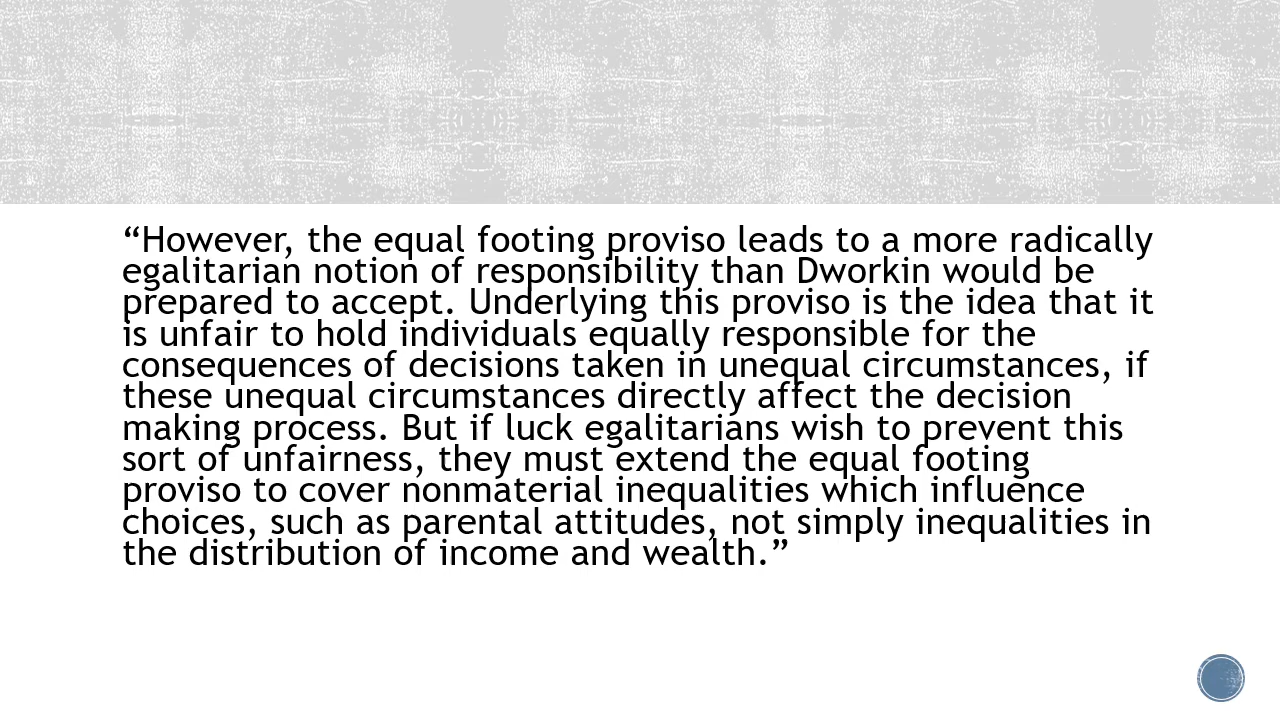 “However, the equal footing proviso leads to a more radically
egalitarian notion of responsibility than Dworkin would be
prepared to accept. Underlying this proviso is the idea that it
is unfair to hold individuals equally responsible for the
consequences of decisions taken in unequal circumstances, if
these unequal circumstances directly affect the decision
making process. But if luck egalitarians wish to prevent this
sort of unfairness, they must extend the equal footing
proviso to cover nonmaterial inequalities which influence
choices, such as parental attitudes, not simply inequalities in
the distribution of income and wealth.”